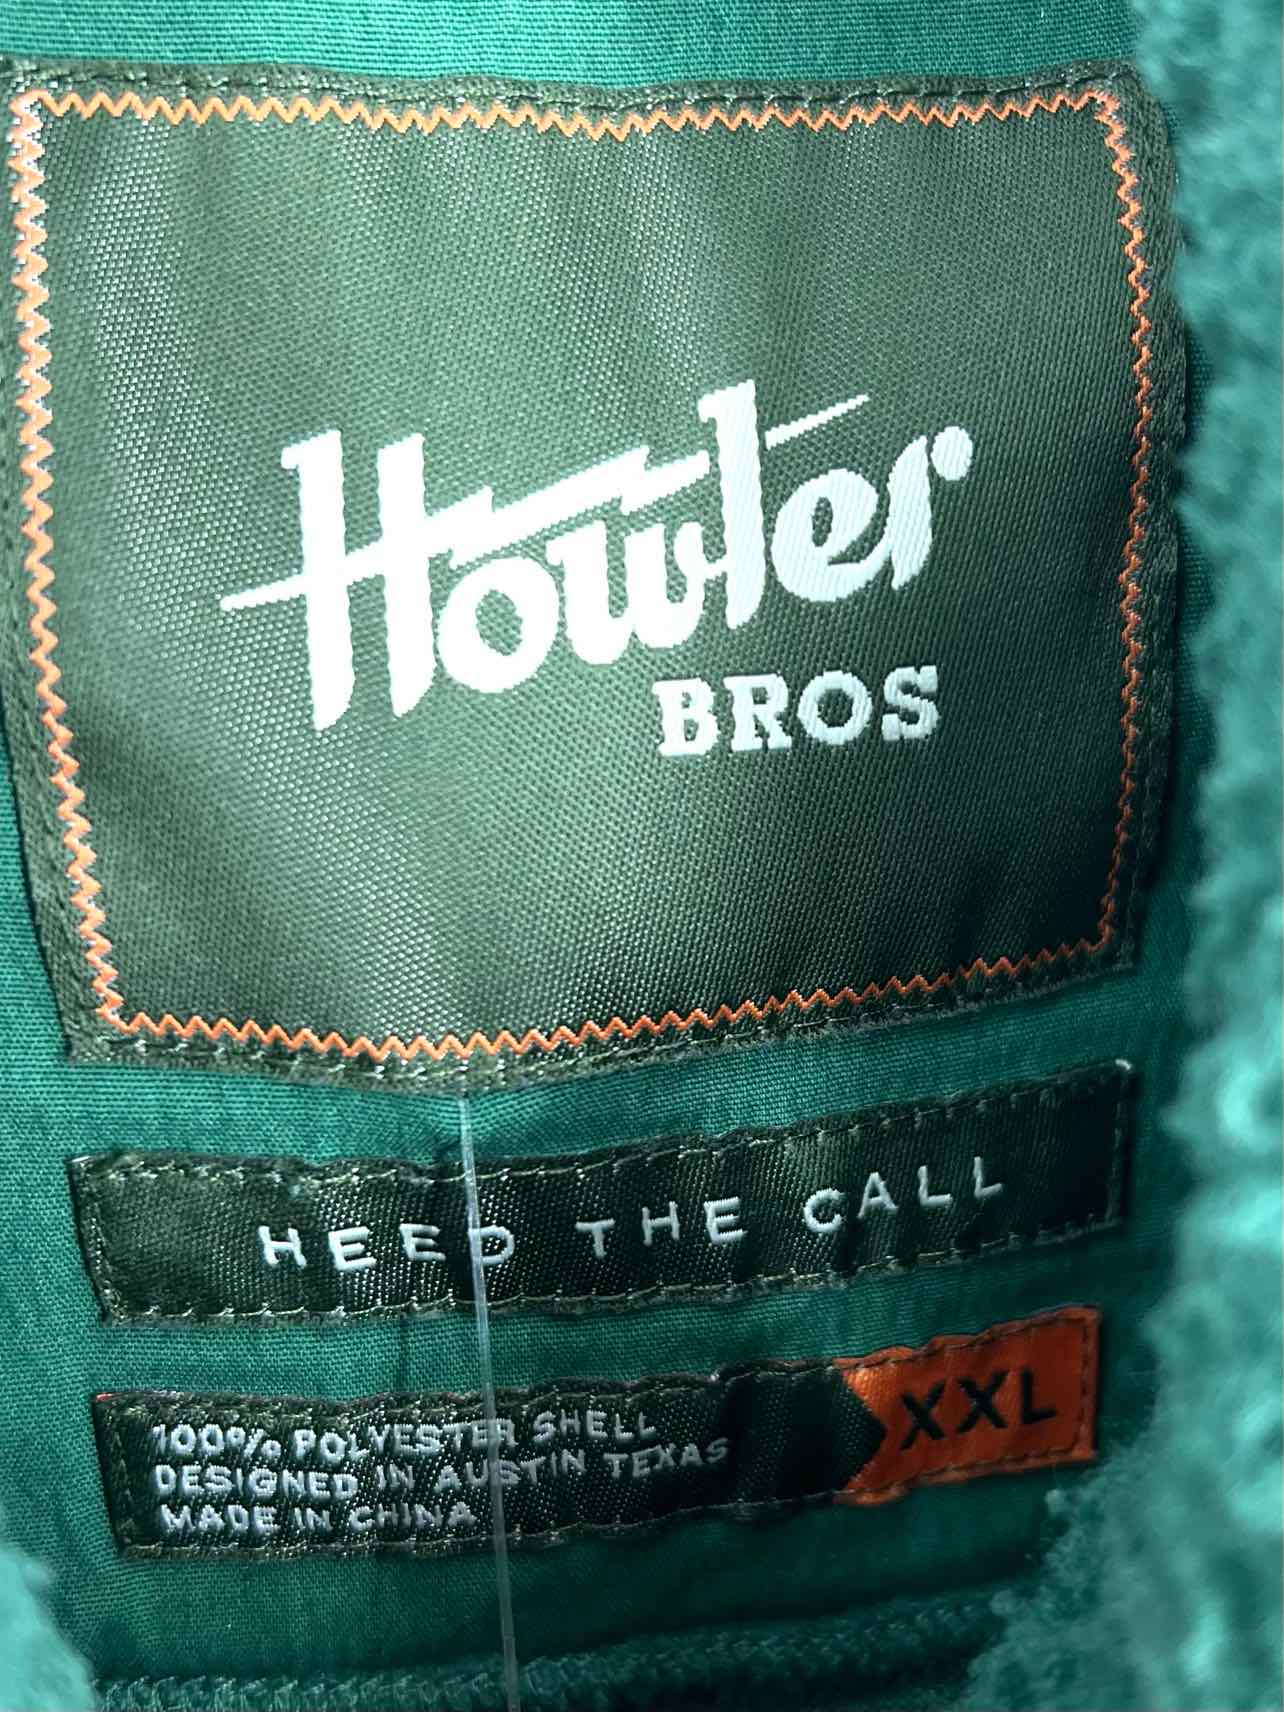 Howler
BROS
HEED THE CALL
100% POLYESTER SHELL
DESIGNED IN AUSTIN TEXAS
MADE IN CHINA
XXL